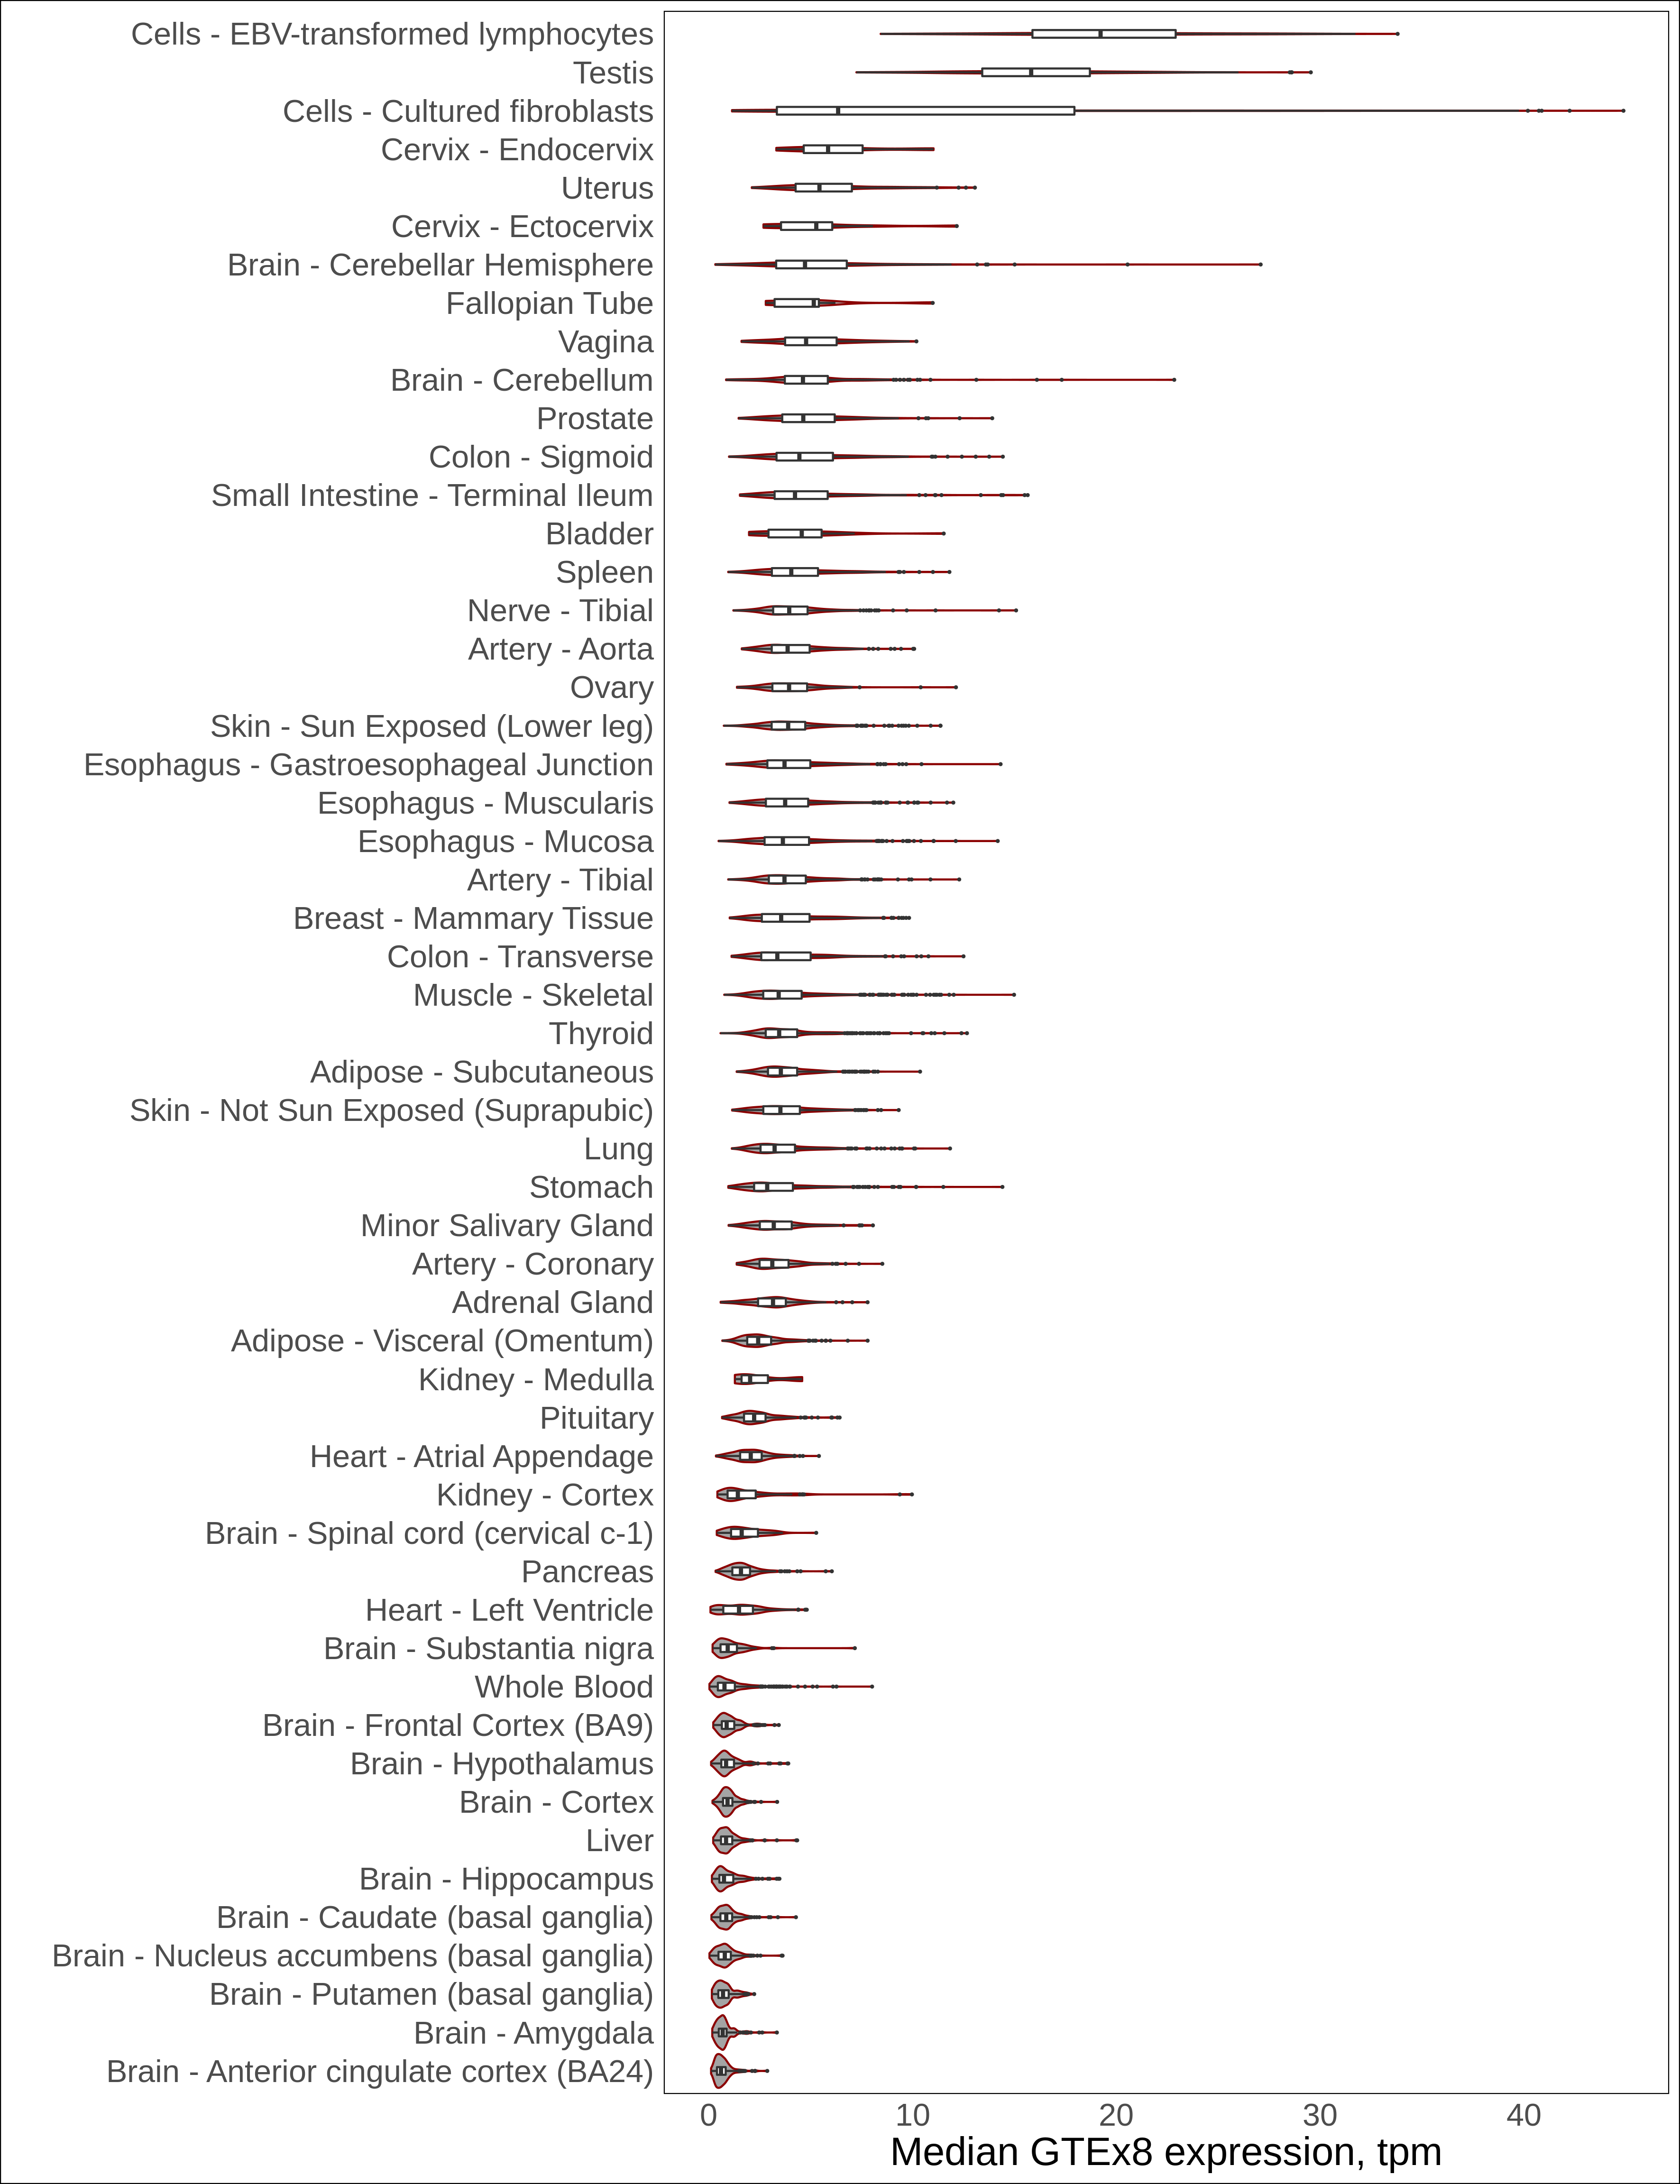 Cells - EBV-transformed lymphocytes
Testis
Cells - Cultured fibroblasts
Cervix - Endocervix
Uterus
Cervix - Ectocervix
Brain - Cerebellar Hemisphere
Fallopian Tube
Vagina
Brain - Cerebellum
Prostate
Colon - Sigmoid
Small Intestine - Terminal Ileum
Bladder
Spleen
Nerve - Tibial
Artery - Aorta
Ovary
Skin - Sun Exposed (Lower leg)
Esophagus - Gastroesophageal Junction
Esophagus - Muscularis
Esophagus - Mucosa
Artery - Tibial
Breast - Mammary Tissue
Colon - Transverse
Muscle - Skeletal
Thyroid
Adipose - Subcutaneous
Skin - Not Sun Exposed (Suprapubic)
Lung
Stomach
Minor Salivary Gland
Artery - Coronary
Adrenal Gland
Adipose - Visceral (Omentum)
Kidney - Medulla
Pituitary
Heart - Atrial Appendage
Kidney - Cortex
Brain - Spinal cord (cervical c-1)
Pancreas
Heart - Left Ventricle
Brain - Substantia nigra
Whole Blood
Brain - Frontal Cortex (BA9)
Brain - Hypothalamus
Brain - Cortex
Liver
Brain - Hippocampus
Brain - Caudate (basal ganglia)
Brain - Nucleus accumbens (basal ganglia)
Brain - Putamen (basal ganglia)
Brain - Amygdala
Brain - Anterior cingulate cortex (BA24)
0 10 20 30 40
Median GTEx8 expression, tpm